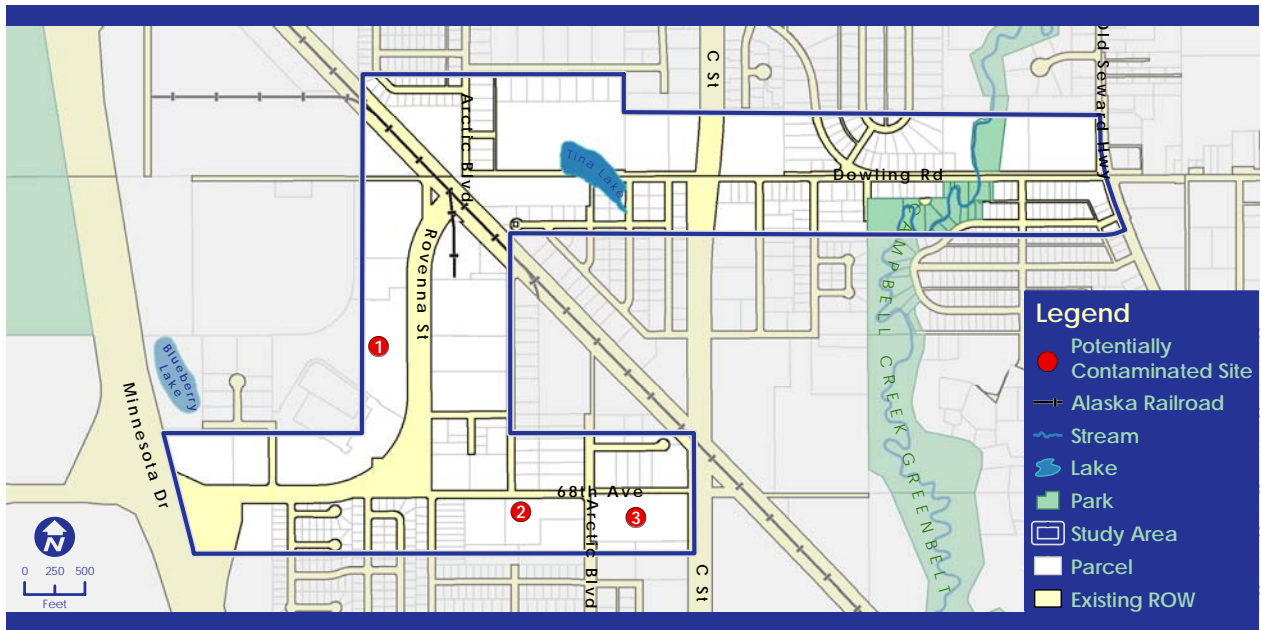 C St
Old Seward Hwy
Arctic Blvd
Tina Lake
Dowling Rd
Rovenna St
CAMPBELL CREEK GREENBELT
1
Blueberry
Lake
Minnesota Dr
68th Ave
2
3
Arctic Blvd
C St
N
0 250 500
Feet
Legend
Potentially
Contaminated Site
Alaska Railroad
Stream
Lake
Park
Study Area
Parcel
Existing ROW